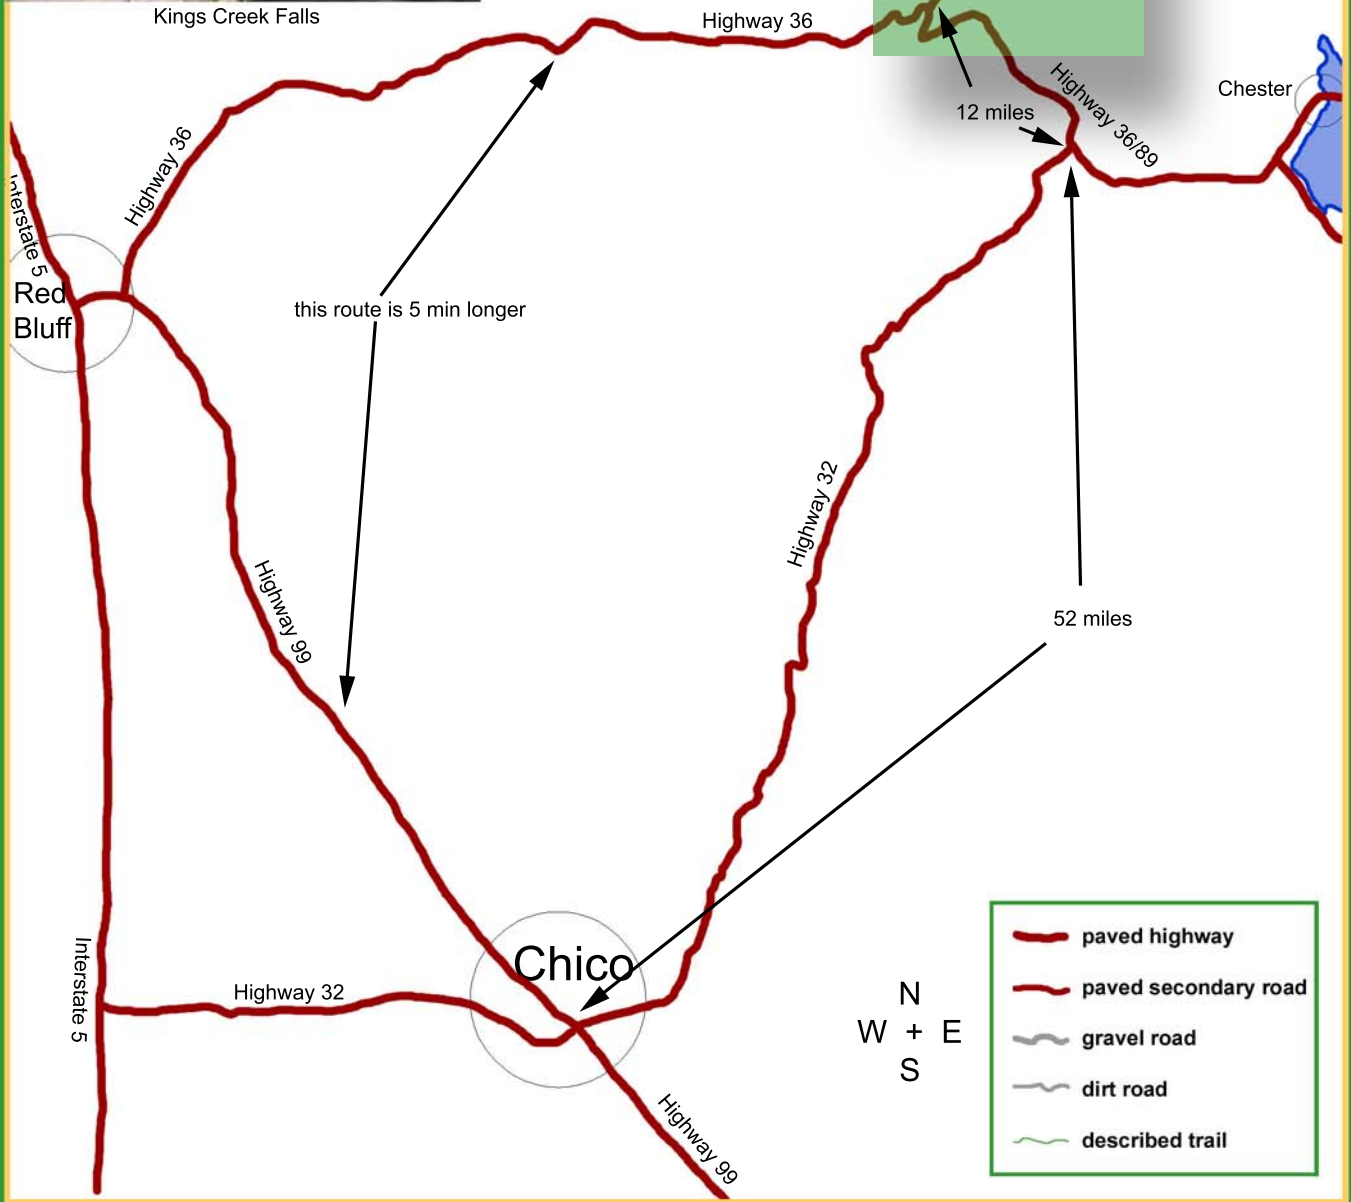 Kings Creek Falls
Highway 36
Highway 36/89
Chester
12 miles
Highway 36
Interstate 5
Red
Bluff
this route is 5 min longer
Highway 32
Highway 99
52 miles
Chico
Interstate 5
Highway 32
Highway 99
N
W + E
S
paved highway
paved secondary road
gravel road
dirt road
described trail